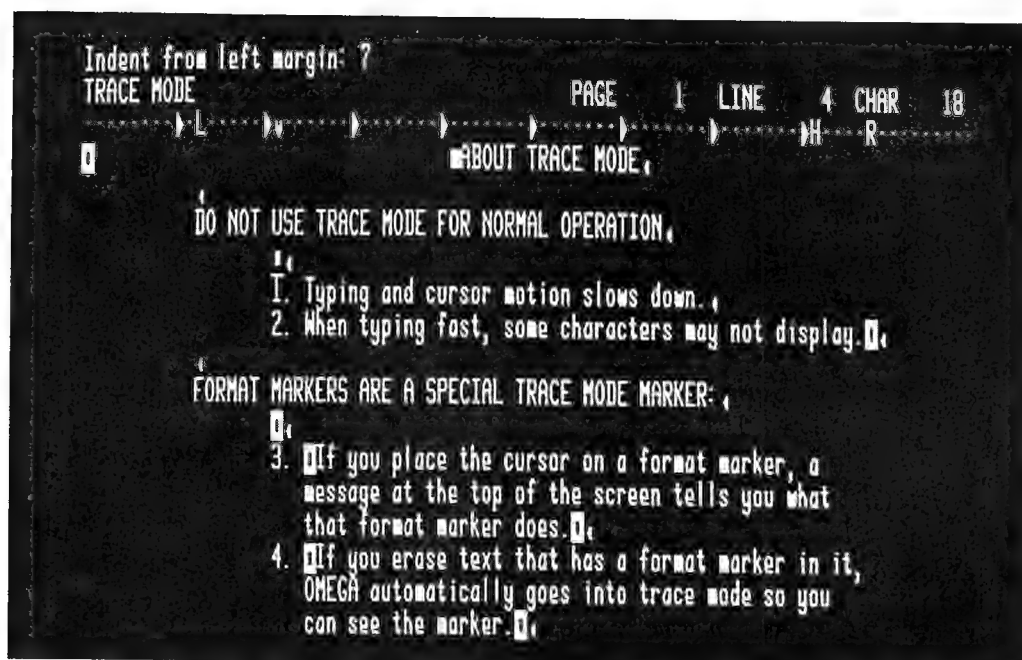 Indent from left margin: ?
TRACE MODE PAGE 1 LINE 4 CHAR 18
L H R
ABOUT TRACE MODE
DO NOT USE TRACE MODE FOR NORMAL OPERATION
1. Typing and cursor motion slows down.
2. When typing fast, some characters may not display.
FORMAT MARKERS ARE A SPECIAL TRACE MODE MARKER:
3. If you place the cursor on a format marker, a
message at the top of the screen tells you what
that format marker does.
4. If you erase text that has a format marker in it,
OMEGA automatically goes into trace mode so you
can see the marker.